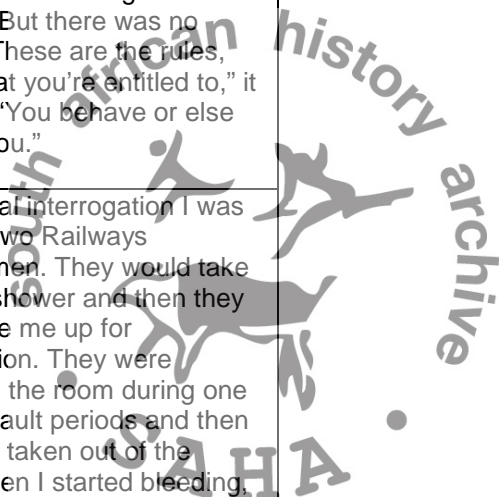 But there was no
These are the rules,
at you're entitled to,” it
“You behave or else
ou.”
al interrogation I was
wo Railways
men. They would take
hower and then they
e me up for
ion. They were
the room during one
ault periods and then
taken out of the
en I started bleeding,
south african history archive
SAHA